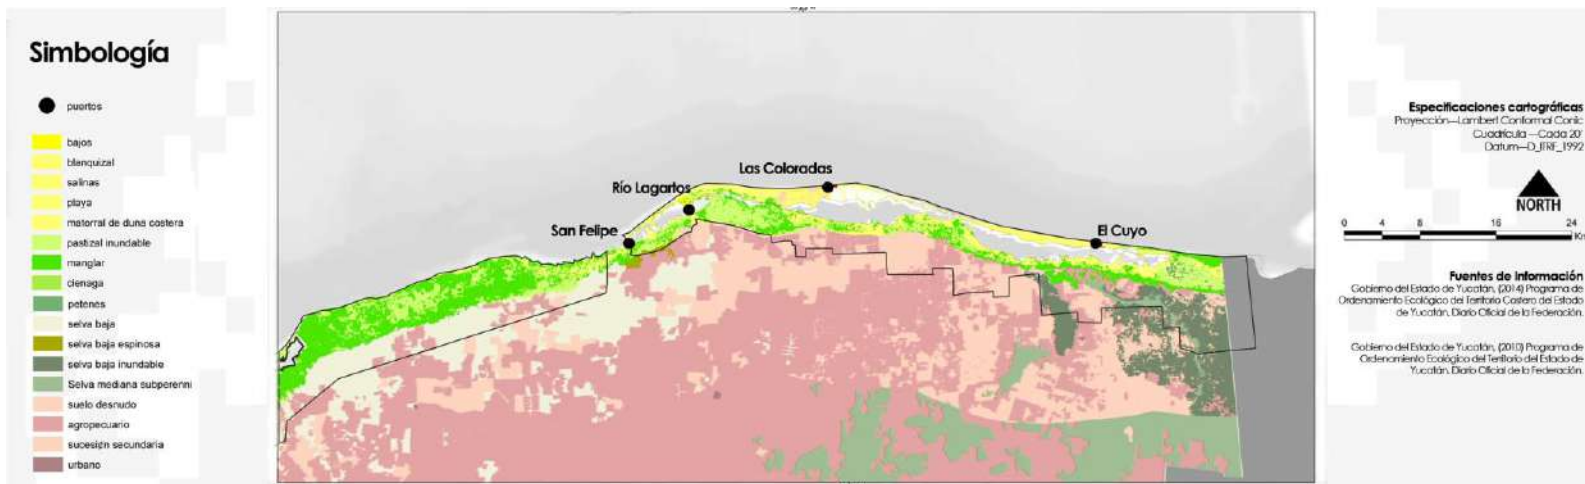 Simbología
puertos
bajos
blanquizal
salinas
playa
matorral de duna costera
pastizal inundable
manglar
cienaga
petenes
selva baja
selva baja espinosa
selva baja inundable
Selva mediana subperenni
suelo desnudo
agropecuario
sucesión secundaria
urbano
Las Coloradas
Río Lagartos
San Felipe
El Cuyo
Especificaciones cartográficas
Proyección—Lambert Conformal Conic
Cuadrícula —Cada 20'
Datum—D_ITRF_1992
NORTH
0 4 8 16 24
Km
Fuentes de Información
Gobierno del Estado de Yucatán, (2014) Programa de
Ordenamiento Ecológico del Territorio Costero del Estado
de Yucatán. Diario Oficial de la Federación.
Gobierno del Estado de Yucatán, (2010) Programa de
Ordenamiento Ecológico del Territorio del Estado de
Yucatán. Diario Oficial de la Federación.